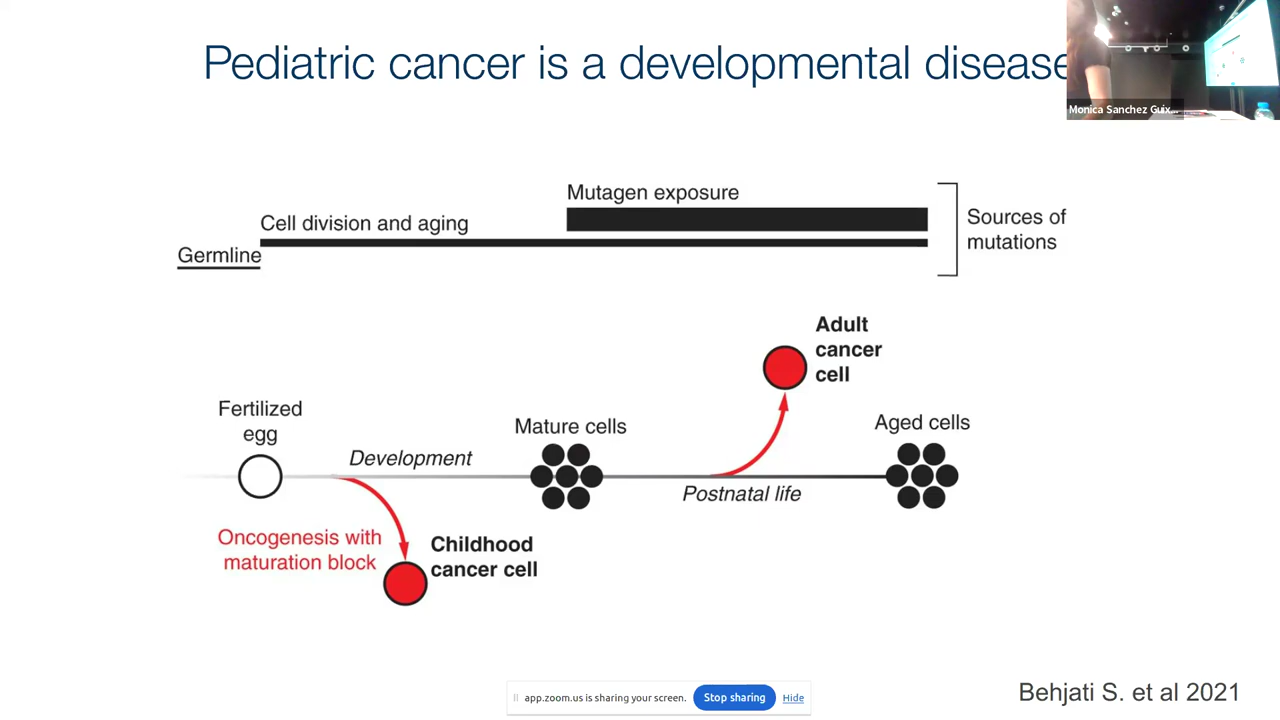 Pediatric cancer is a developmental disease
Monica Sanchez Guix...
Mutagen exposure
Cell division and aging
Germline
Sources of
mutations
Adult
cancer
cell
Fertilized
egg
Mature cells
Aged cells
Development
Postnatal life
Oncogenesis with
maturation block
Childhood
cancer cell
app.zoom.us is sharing your screen.
Stop sharing
Hide
Behjati S. et al 2021